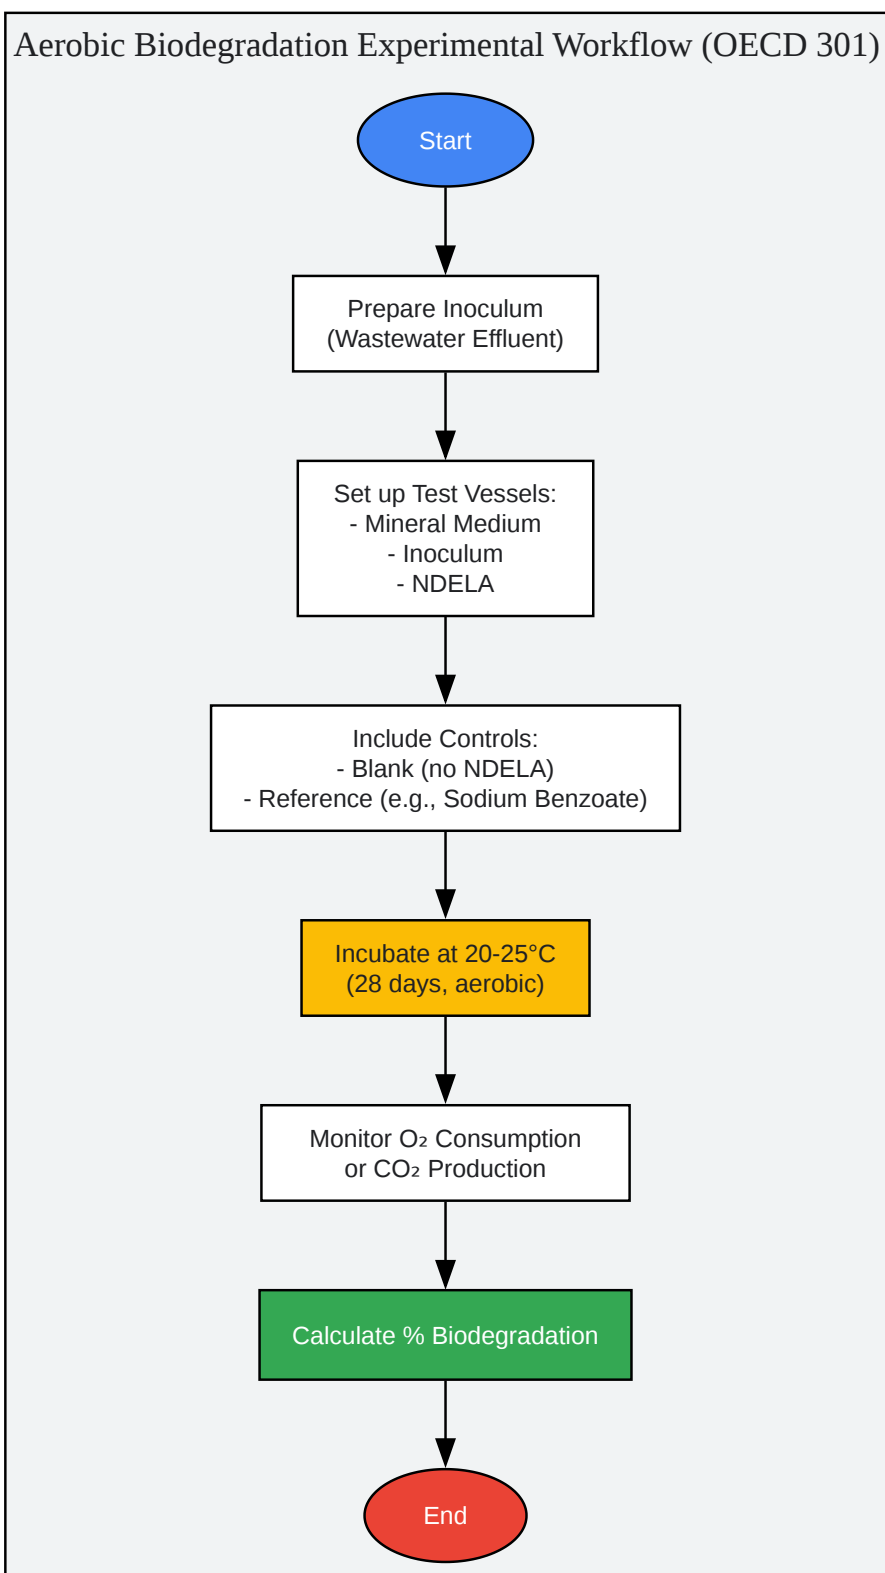 Aerobic Biodegradation Experimental Workflow (OECD 301)
Start
Prepare Inoculum
(Wastewater Effluent)
Set up Test Vessels:
- Mineral Medium
- Inoculum
- NDELA
Include Controls:
- Blank (no NDELA)
- Reference (e.g., Sodium Benzoate)
Incubate at 20-25°C
(28 days, aerobic)
Monitor O₂ Consumption
or CO₂ Production
Calculate % Biodegradation
End